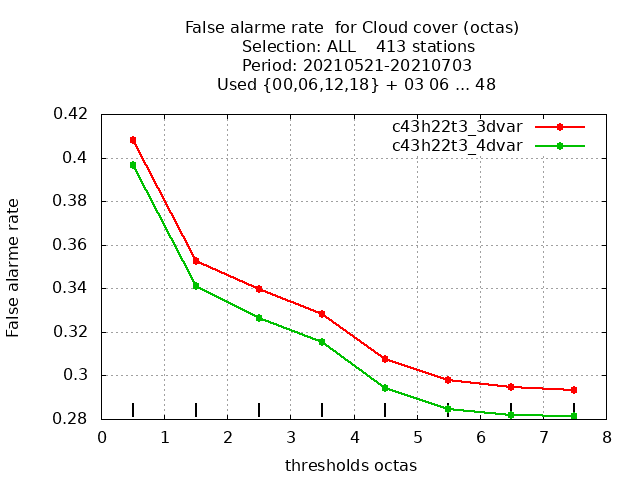 False alarme rate  for Cloud cover (octas)
Selection: ALL    413 stations
Period: 20210521-20210703
Used {00,06,12,18} + 03 06 ... 48
c43h22t3_3dvar
c43h22t3_4dvar
False alarme rate
0.42
0.4
0.38
0.36
0.34
0.32
0.3
0.28
0 1 2 3 4 5 6 7 8
thresholds octas